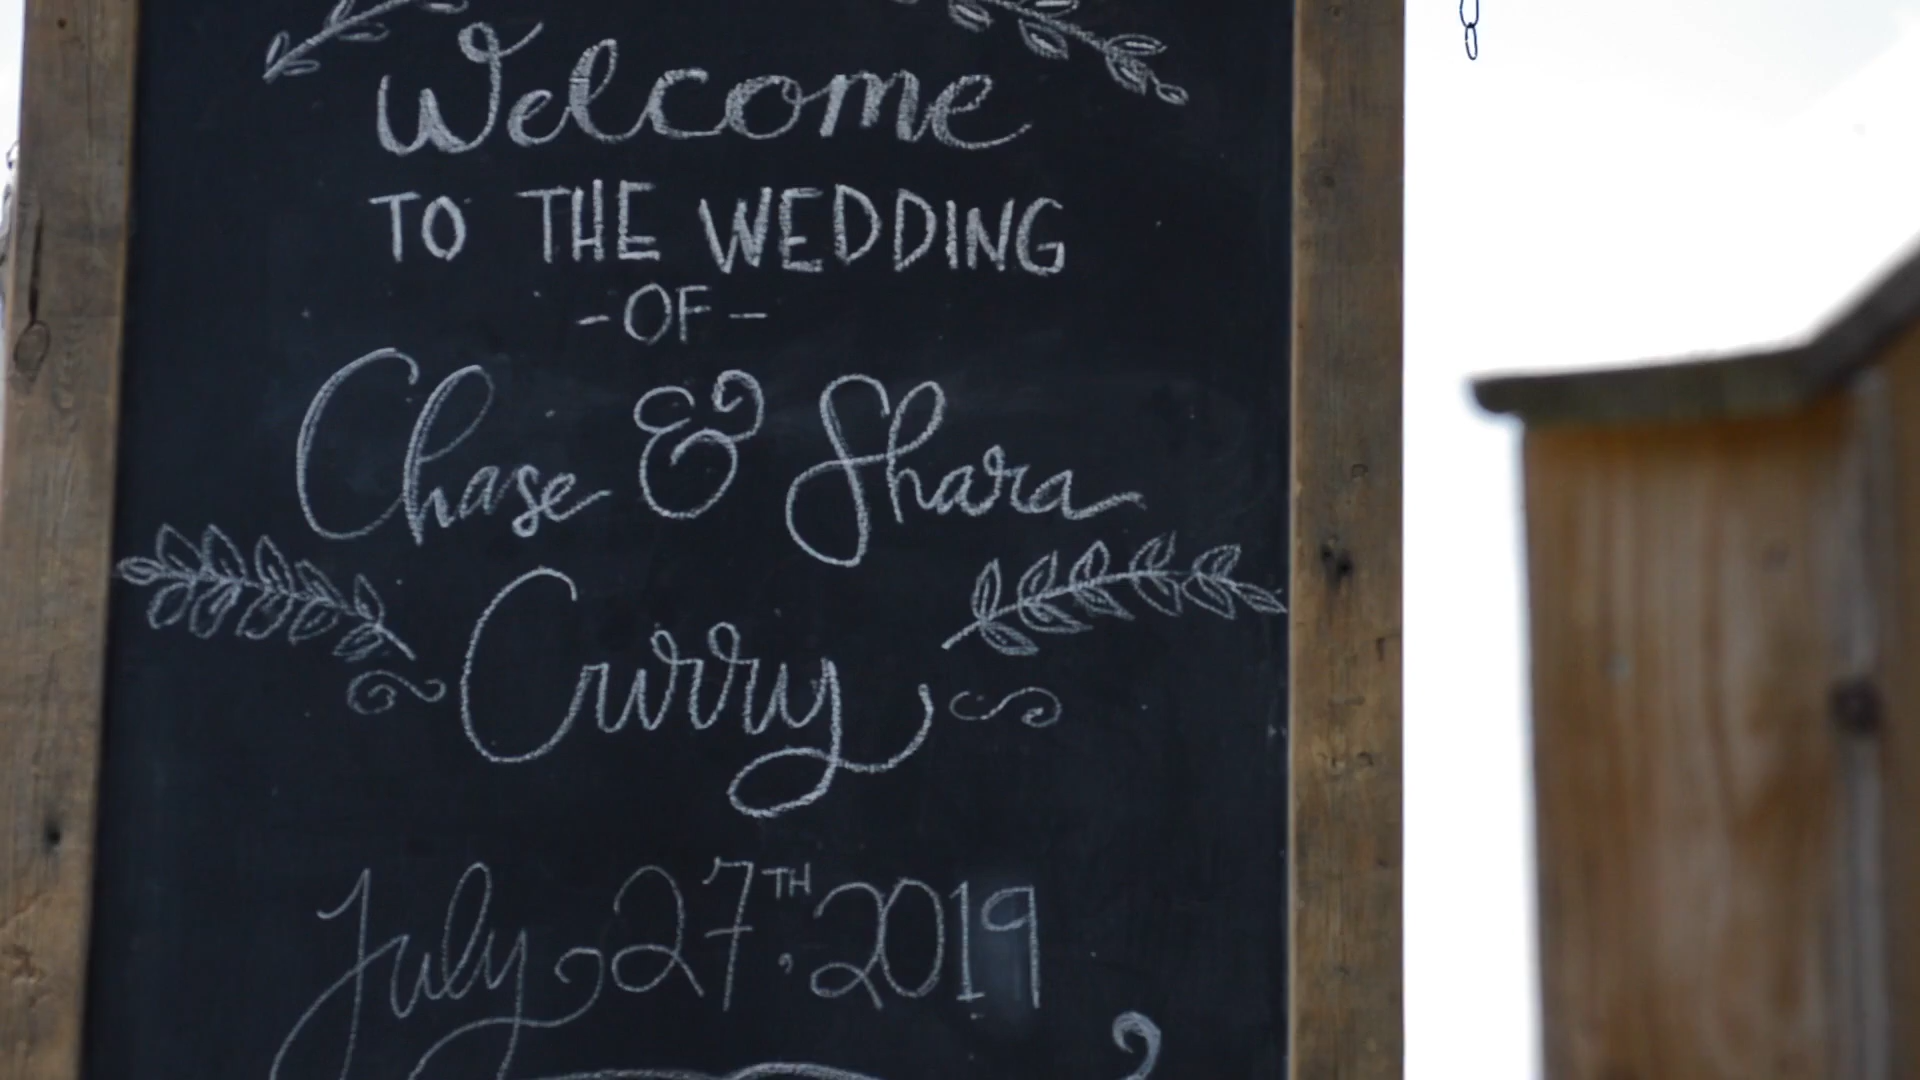 Welcome
TO THE WEDDING
-OF-
Chase & Shara
Curry
July 27TH, 2019